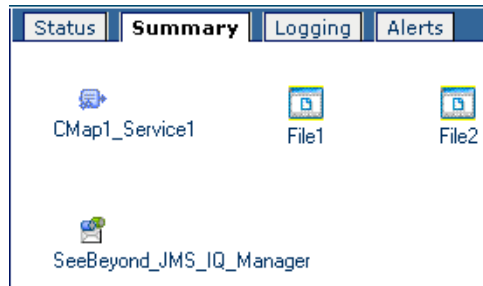 Status Summary Logging Alerts
CMap1_Service1 File1 File2
SeeBeyond_JMS_IQ_Manager